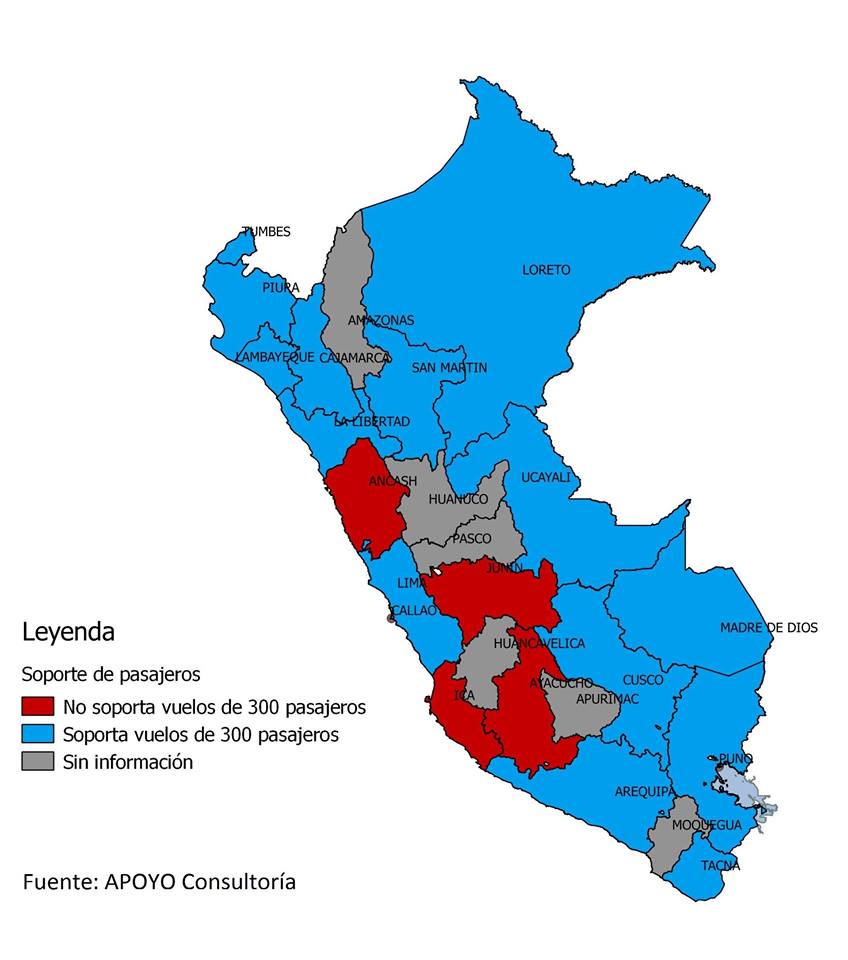 TUMBES
LORETO
PIURA
AMAZONAS
LAMBAYEQUE
CAJAMARCA
SAN MARTIN
LA LIBERTAD
ANCASH
UCAYALI
HUANUCO
PASCO
JUNIN
LIMA
CALLAO
MADRE DE DIOS
HUANCAVELICA
CUSCO
AYACUCHO
ICA
APURIMAC
PUNO
AREQUIPA
MOQUEGUA
TACNA
Leyenda
Soporte de pasajeros
No soporta vuelos de 300 pasajeros
Soporta vuelos de 300 pasajeros
Sin información
Fuente: APOYO Consultoría